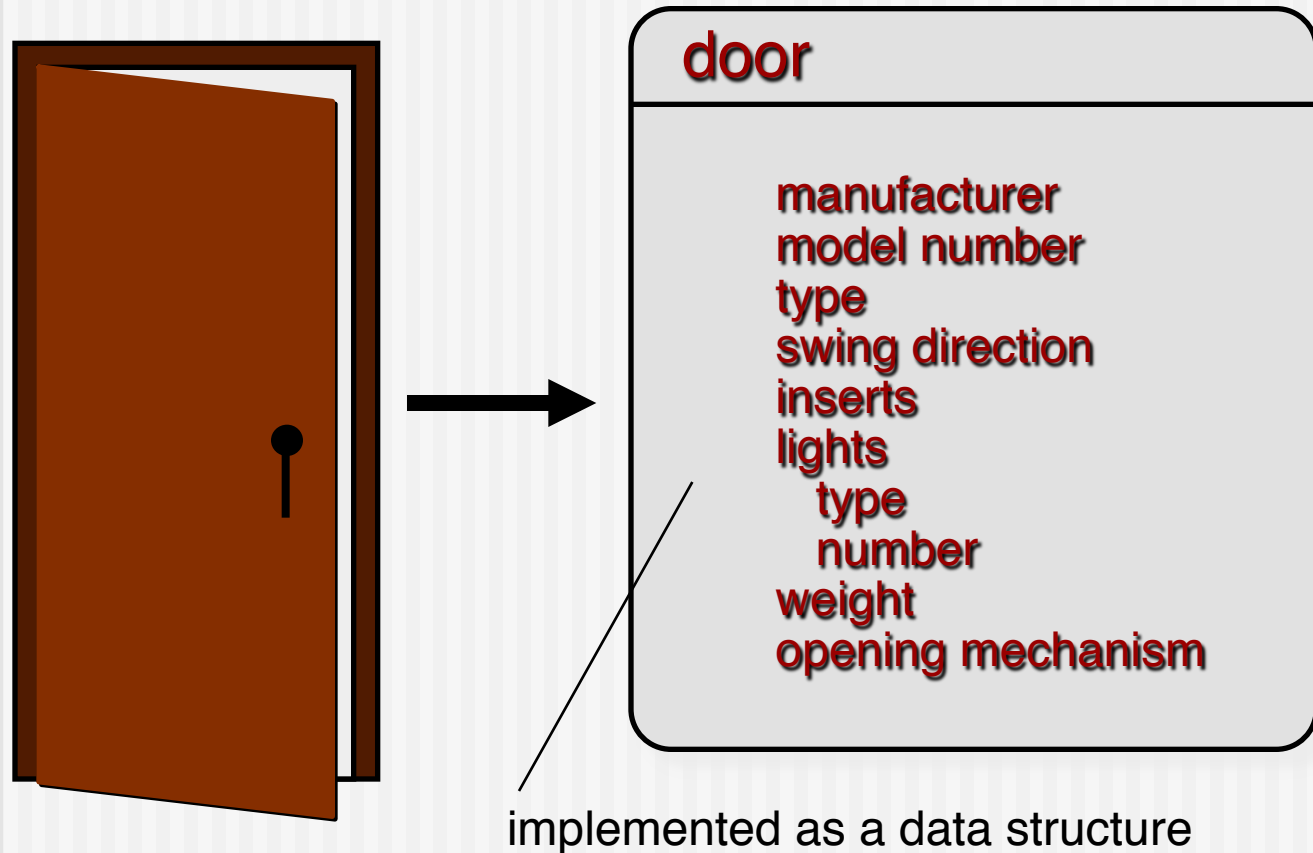 door
manufacturer
model number
type
swing direction
inserts
lights
type
number
weight
opening mechanism
implemented as a data structure